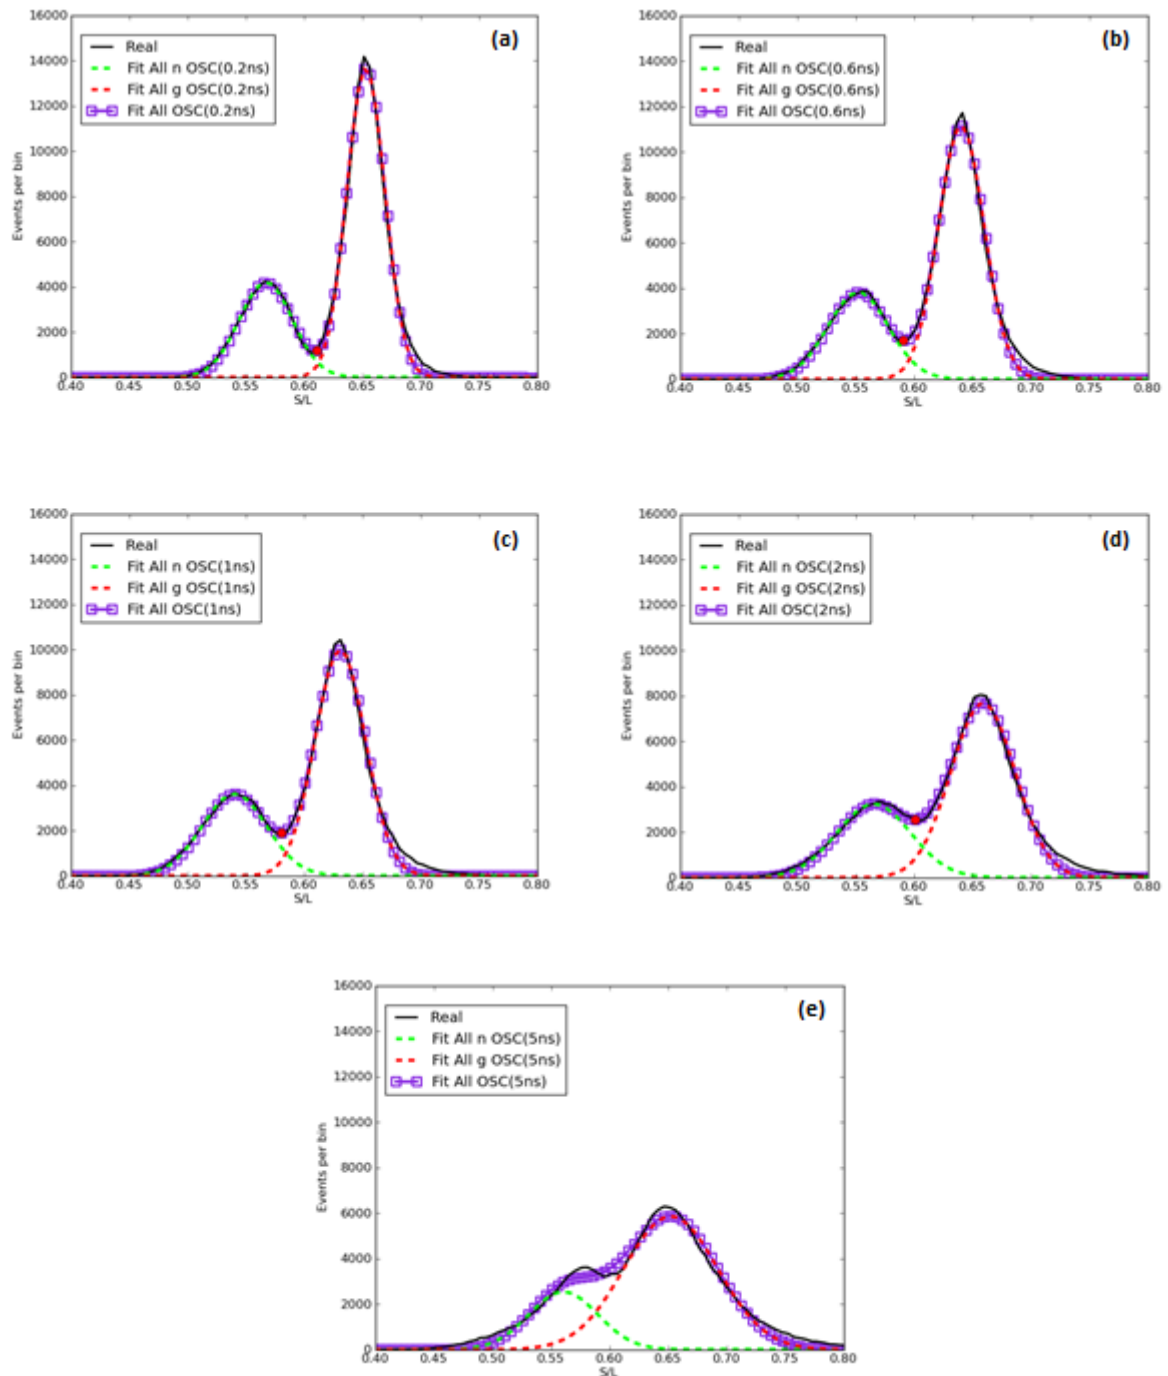 (a)
Real
Fit All n OSC(0.2ns)
Fit All g OSC(0.2ns)
Fit All OSC(0.2ns)
16000
14000
12000
10000
8000
6000
4000
2000
0
Events per bin
0.40 0.45 0.50 0.55 0.60 0.65 0.70 0.75 0.80
S/L
(b)
Real
Fit All n OSC(0.6ns)
Fit All g OSC(0.6ns)
Fit All OSC(0.6ns)
16000
14000
12000
10000
8000
6000
4000
2000
0
Events per bin
0.40 0.45 0.50 0.55 0.60 0.65 0.70 0.75 0.80
S/L
(c)
Real
Fit All n OSC(1ns)
Fit All g OSC(1ns)
Fit All OSC(1ns)
16000
14000
12000
10000
8000
6000
4000
2000
0
Events per bin
0.40 0.45 0.50 0.55 0.60 0.65 0.70 0.75 0.80
S/L
(d)
Real
Fit All n OSC(2ns)
Fit All g OSC(2ns)
Fit All OSC(2ns)
16000
14000
12000
10000
8000
6000
4000
2000
0
Events per bin
0.40 0.45 0.50 0.55 0.60 0.65 0.70 0.75 0.80
S/L
(e)
Real
Fit All n OSC(5ns)
Fit All g OSC(5ns)
Fit All OSC(5ns)
16000
14000
12000
10000
8000
6000
4000
2000
0
Events per bin
0.40 0.45 0.50 0.55 0.60 0.65 0.70 0.75 0.80
S/L